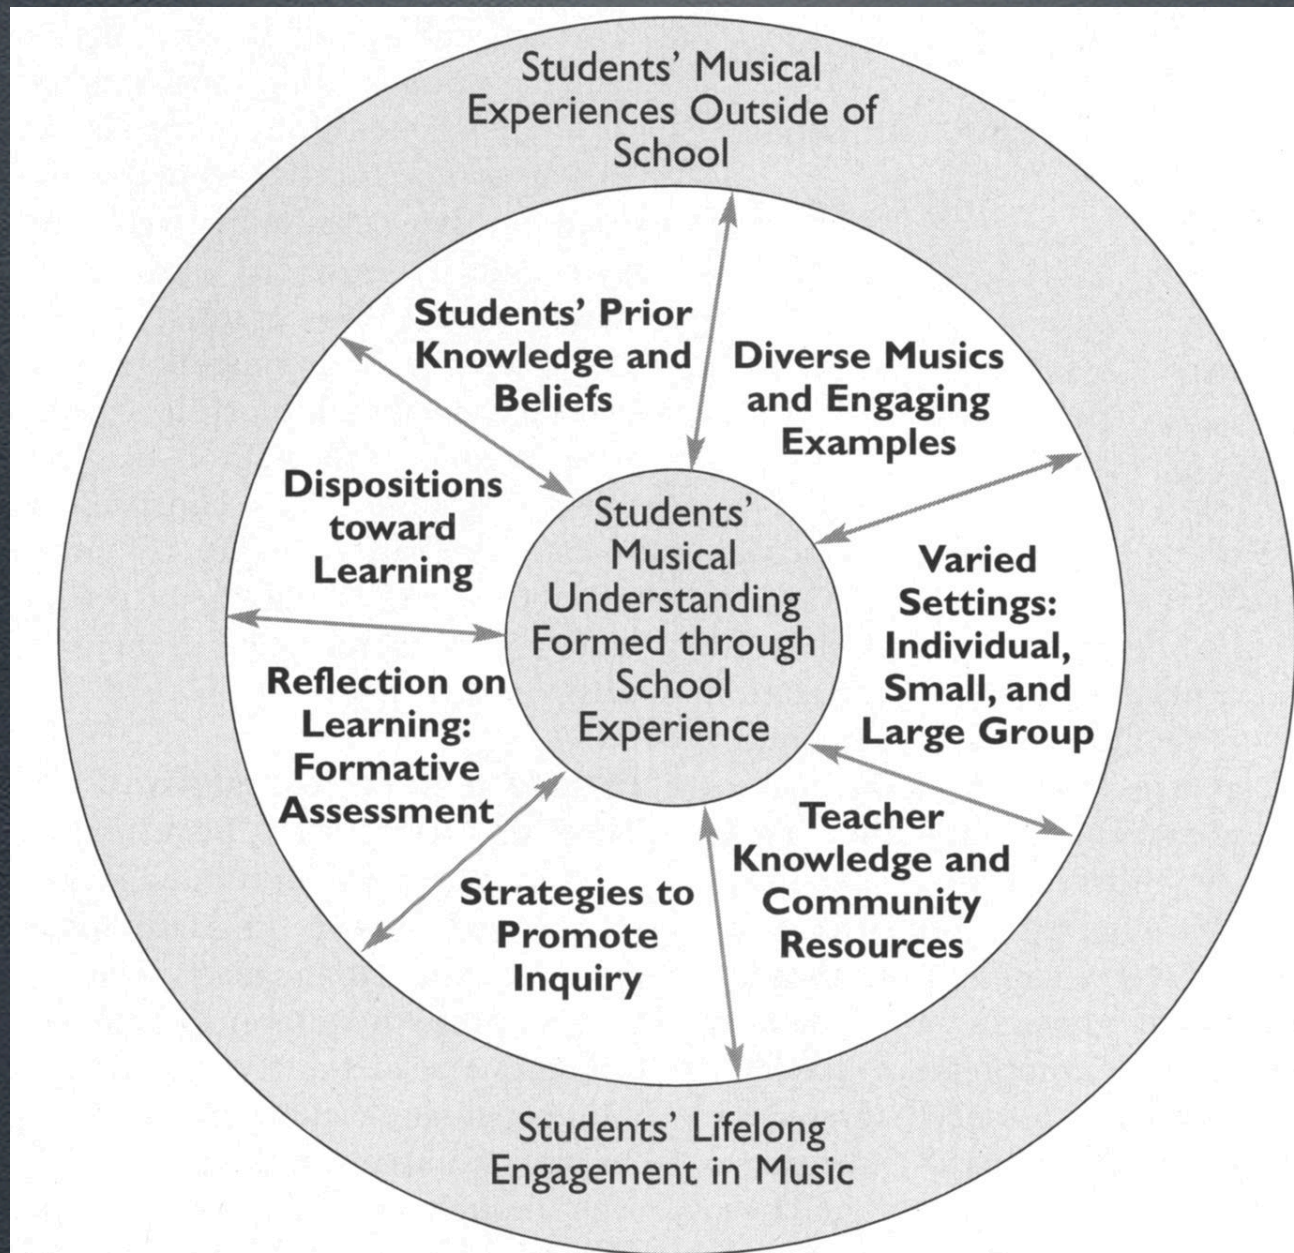 Students' Musical
Experiences Outside of
School
Students' Prior
Knowledge and
Beliefs
Diverse Musics
and Engaging
Examples
Dispositions
toward
Learning
Students'
Musical
Understanding
Formed through
School
Experience
Varied
Settings:
Individual,
Small, and
Large Group
Reflection on
Learning:
Formative
Assessment
Teacher
Knowledge and
Community
Resources
Strategies to
Promote
Inquiry
Students' Lifelong
Engagement in Music